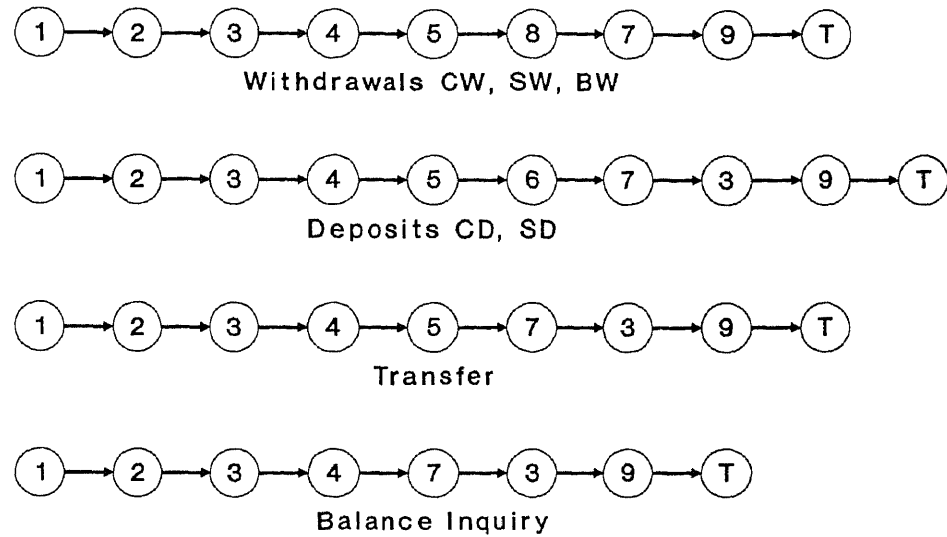 1 2 3 4 5 8 7 9 T
Withdrawals CW, SW, BW
1 2 3 4 5 6 7 3 9 T
Deposits CD, SD
1 2 3 4 5 7 3 9 T
Transfer
1 2 3 4 7 3 9 T
Balance Inquiry